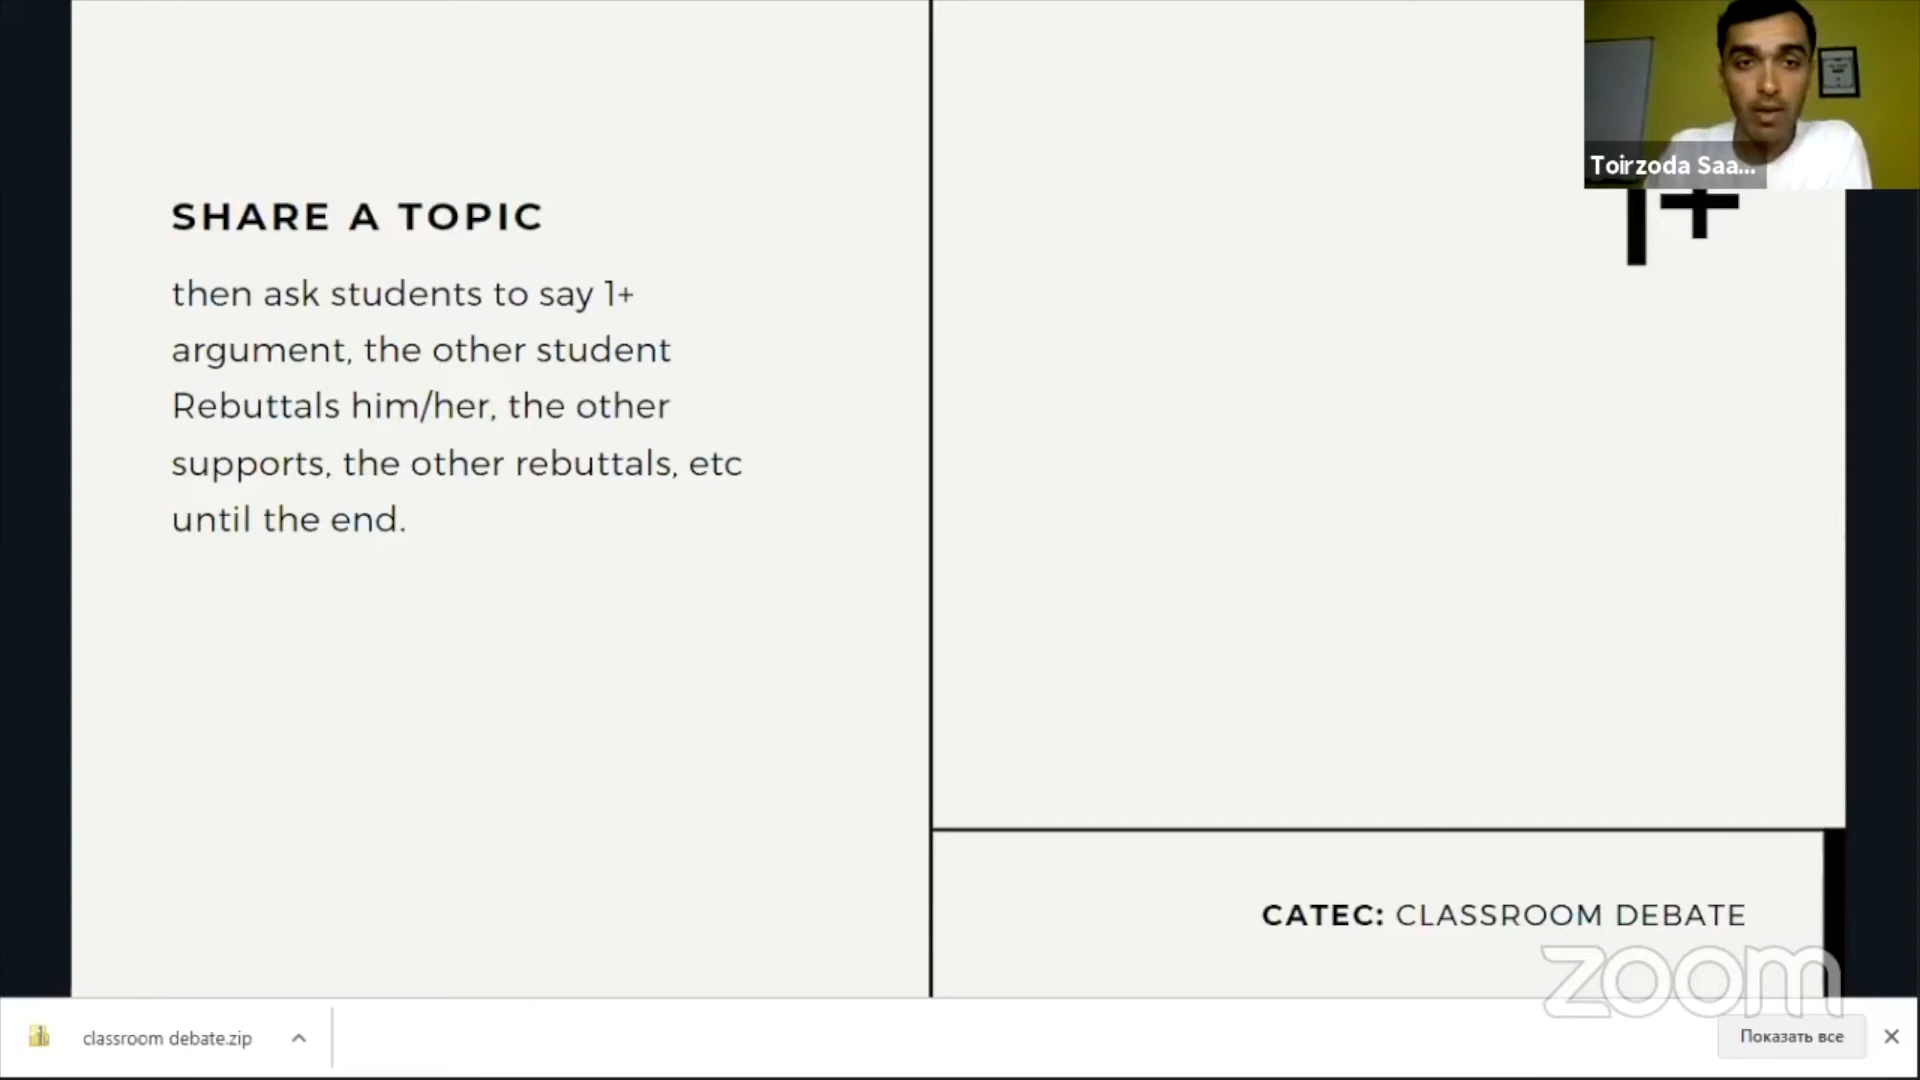 SHARE A TOPIC
then ask students to say 1+
argument, the other student
Rebuttals him/her, the other
supports, the other rebuttals, etc
until the end.
Toirzoda Saa...
1+
CATEC: CLASSROOM DEBATE
zoom
classroom debate.zip
Показать все